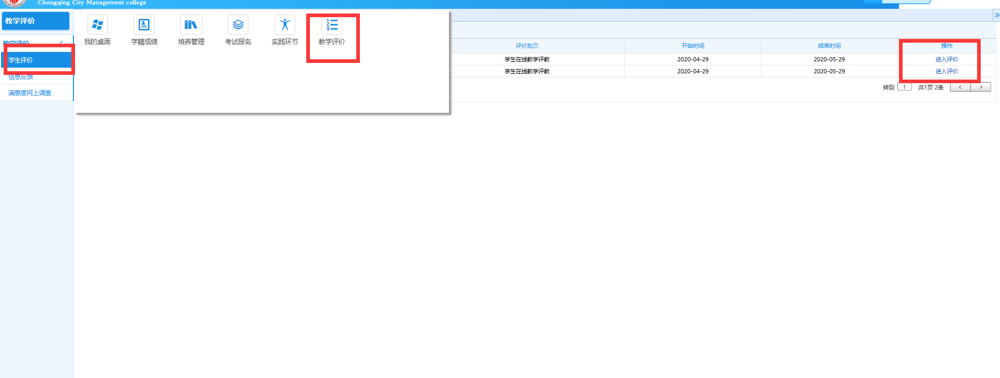 Chongqing City Management college
教学评价
我的桌面 学籍成绩 培养管理 考试报名 实践环节 教学评价
教学评价
学生评价
信息反馈
满意度网上调查
评价批次 开始时间 结束时间 操作
学生在线教学评教 2020-04-29 2020-05-29 进入评价
学生在线教学评教 2020-04-29 2020-05-29 进入评价
转到 1 共1页 2条